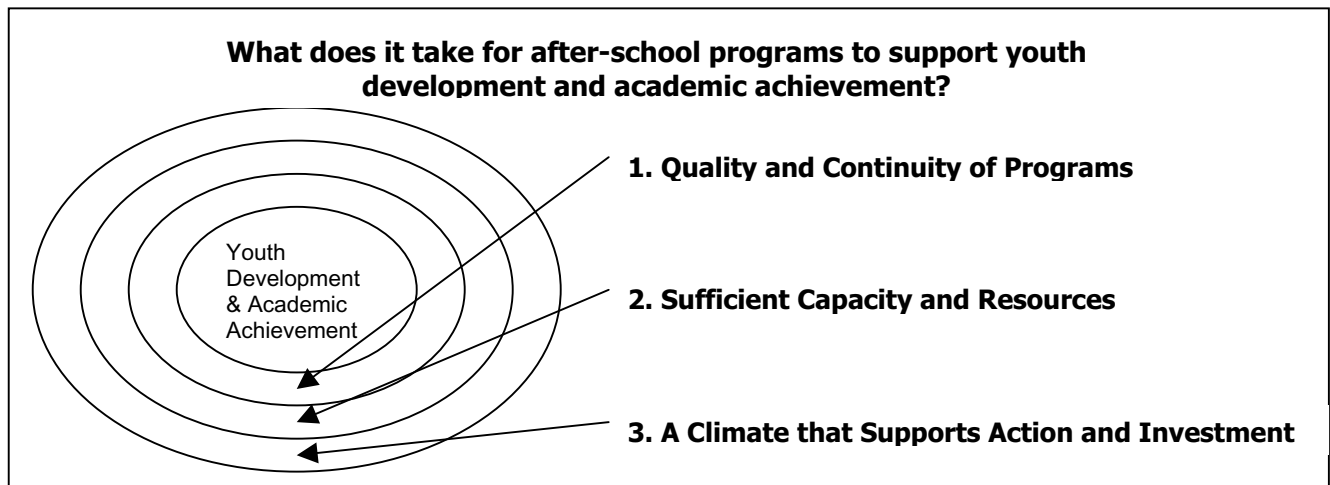 What does it take for after-school programs to support youth
development and academic achievement?
1. Quality and Continuity of Programs
Youth
Development
& Academic
Achievement
2. Sufficient Capacity and Resources
3. A Climate that Supports Action and Investment